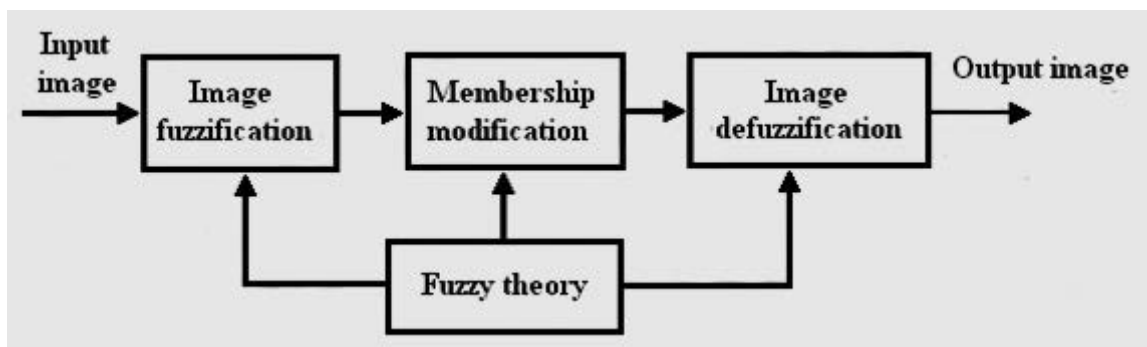 Input
image
Image
fuzzification
Membership
modification
Image
defuzzification
Output image
Fuzzy theory